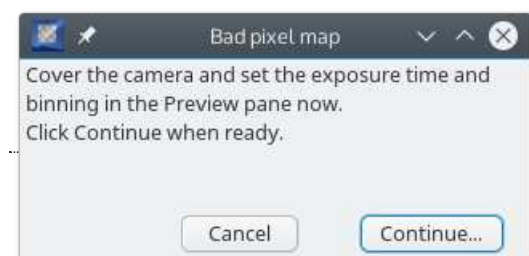 Bad pixel map
Cover the camera and set the exposure time and
binning in the Preview pane now.
Click Continue when ready.
Cancel
Continue...